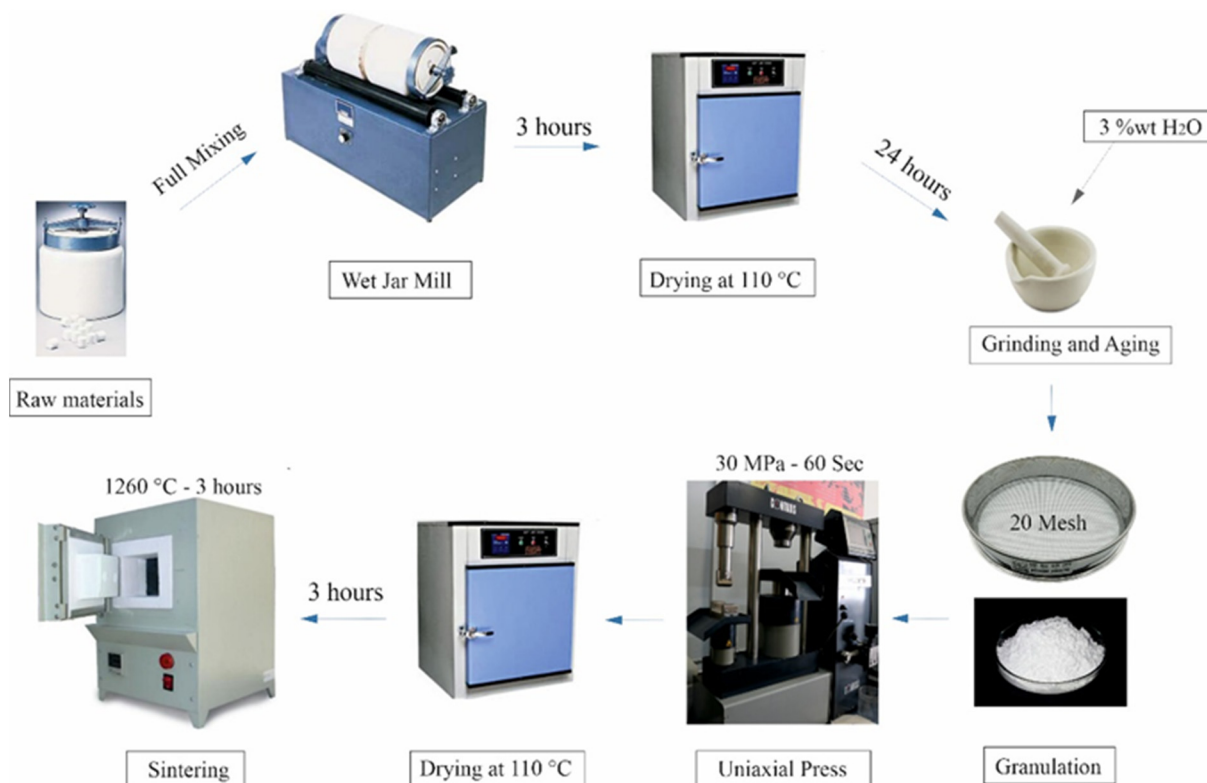 Full Mixing
3 hours
24 hours
3 %wt H2O
Wet Jar Mill
Drying at 110 °C
Grinding and Aging
Raw materials
1260 °C - 3 hours
30 MPa - 60 Sec
20 Mesh
3 hours
Sintering
Drying at 110 °C
Uniaxial Press
Granulation